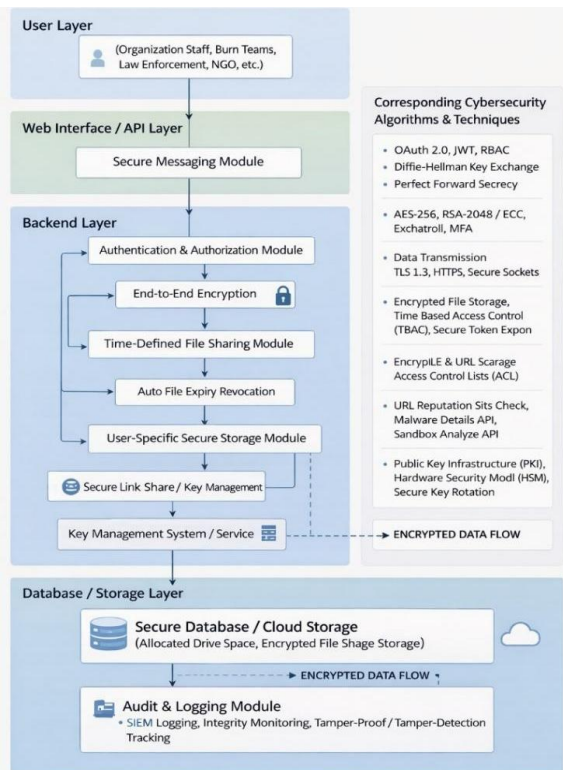 User Layer
(Organization Staff, Burn Teams,
Law Enforcement, NGO, etc.)
Web Interface / API Layer
Secure Messaging Module
Backend Layer
Authentication & Authorization Module
End-to-End Encryption
Time-Defined File Sharing Module
Auto File Expiry Revocation
User-Specific Secure Storage Module
Secure Link Share / Key Management
Key Management System / Service
Corresponding Cybersecurity
Algorithms & Techniques
• OAuth 2.0, JWT, RBAC
• Diffie-Hellman Key Exchange
• Perfect Forward Secrecy
• AES-256, RSA-2048 / ECC,
Exchatroll, MFA
• Data Transmission
TLS 1.3, HTTPS, Secure Sockets
• Encrypted File Storage,
Time Based Access Control
(TBAC), Secure Token Expon
• EncrypiLE & URL Scarage
Access Control Lists (ACL)
• URL Reputation Sits Check,
Malware Details API,
Sandbox Analyze API
• Public Key Infrastructure (PKI),
Hardware Security Modl (HSM),
Secure Key Rotation
ENCRYPTED DATA FLOW
Database / Storage Layer
Secure Database / Cloud Storage
(Allocated Drive Space, Encrypted File Shage Storage)
ENCRYPTED DATA FLOW
Audit & Logging Module
• SIEM Logging, Integrity Monitoring, Tamper-Proof / Tamper-Detection
Tracking